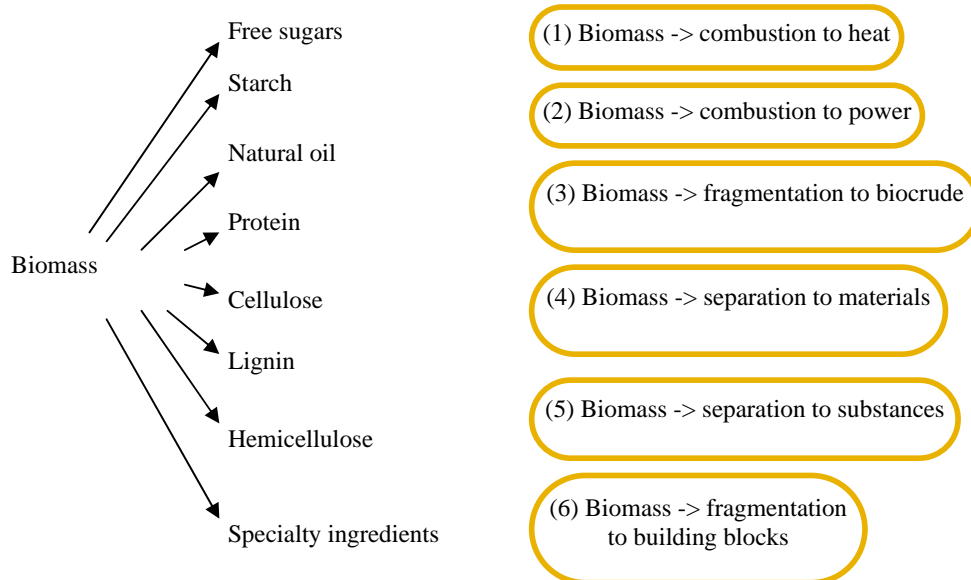 Free sugars
Starch
Natural oil
Protein
Biomass
Cellulose
Lignin
Hemicellulose
Specialty ingredients
(1) Biomass -> combustion to heat
(2) Biomass -> combustion to power
(3) Biomass -> fragmentation to biocrude
(4) Biomass -> separation to materials
(5) Biomass -> separation to substances
(6) Biomass -> fragmentation
to building blocks